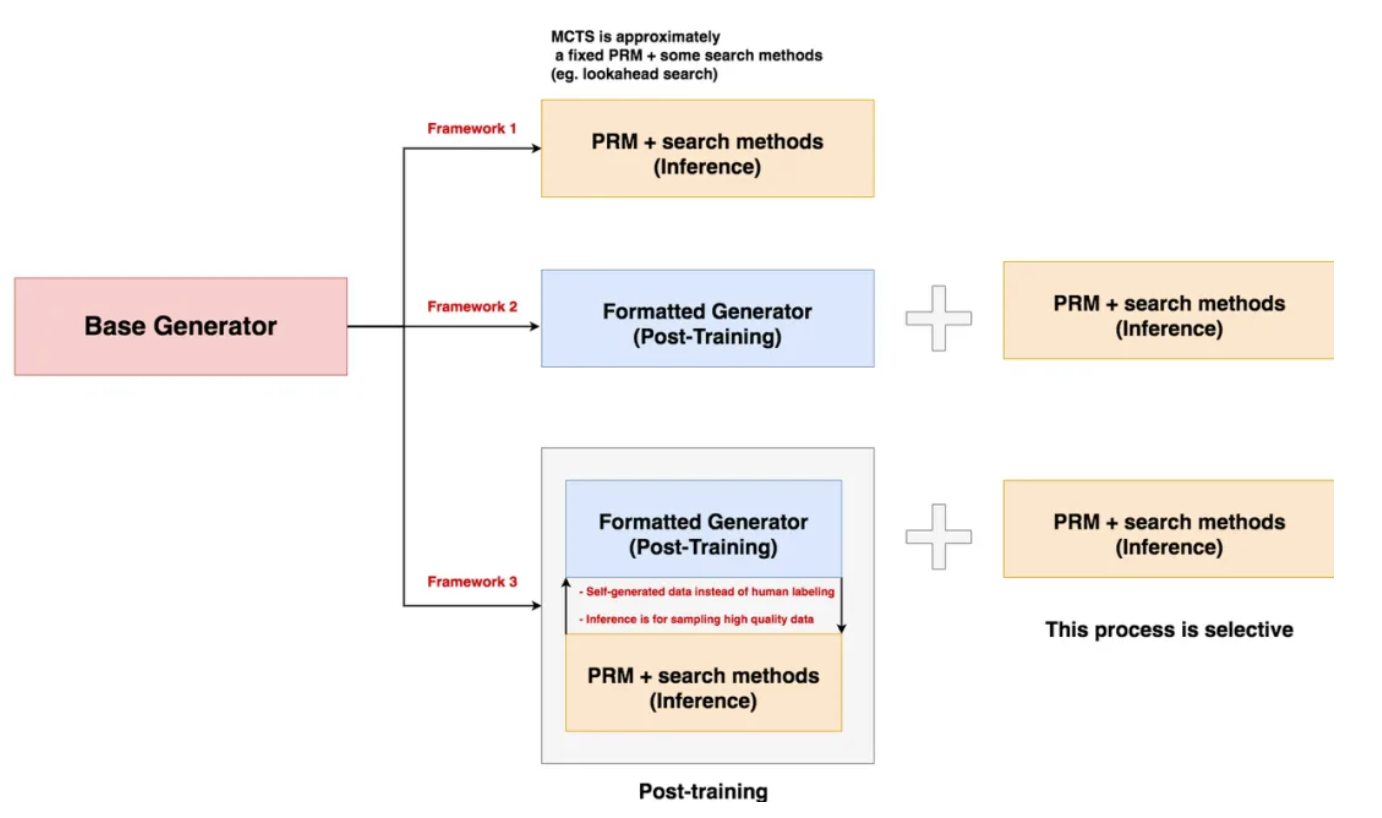 MCTS is approximately
a fixed PRM + some search methods
(eg. lookahead search)
Framework 1
PRM + search methods
(Inference)
Base Generator
Framework 2
Formatted Generator
(Post-Training)
PRM + search methods
(Inference)
Framework 3
Formatted Generator
(Post-Training)
- Self-generated data instead of human labeling
- Inference is for sampling high quality data
PRM + search methods
(Inference)
Post-training
PRM + search methods
(Inference)
This process is selective